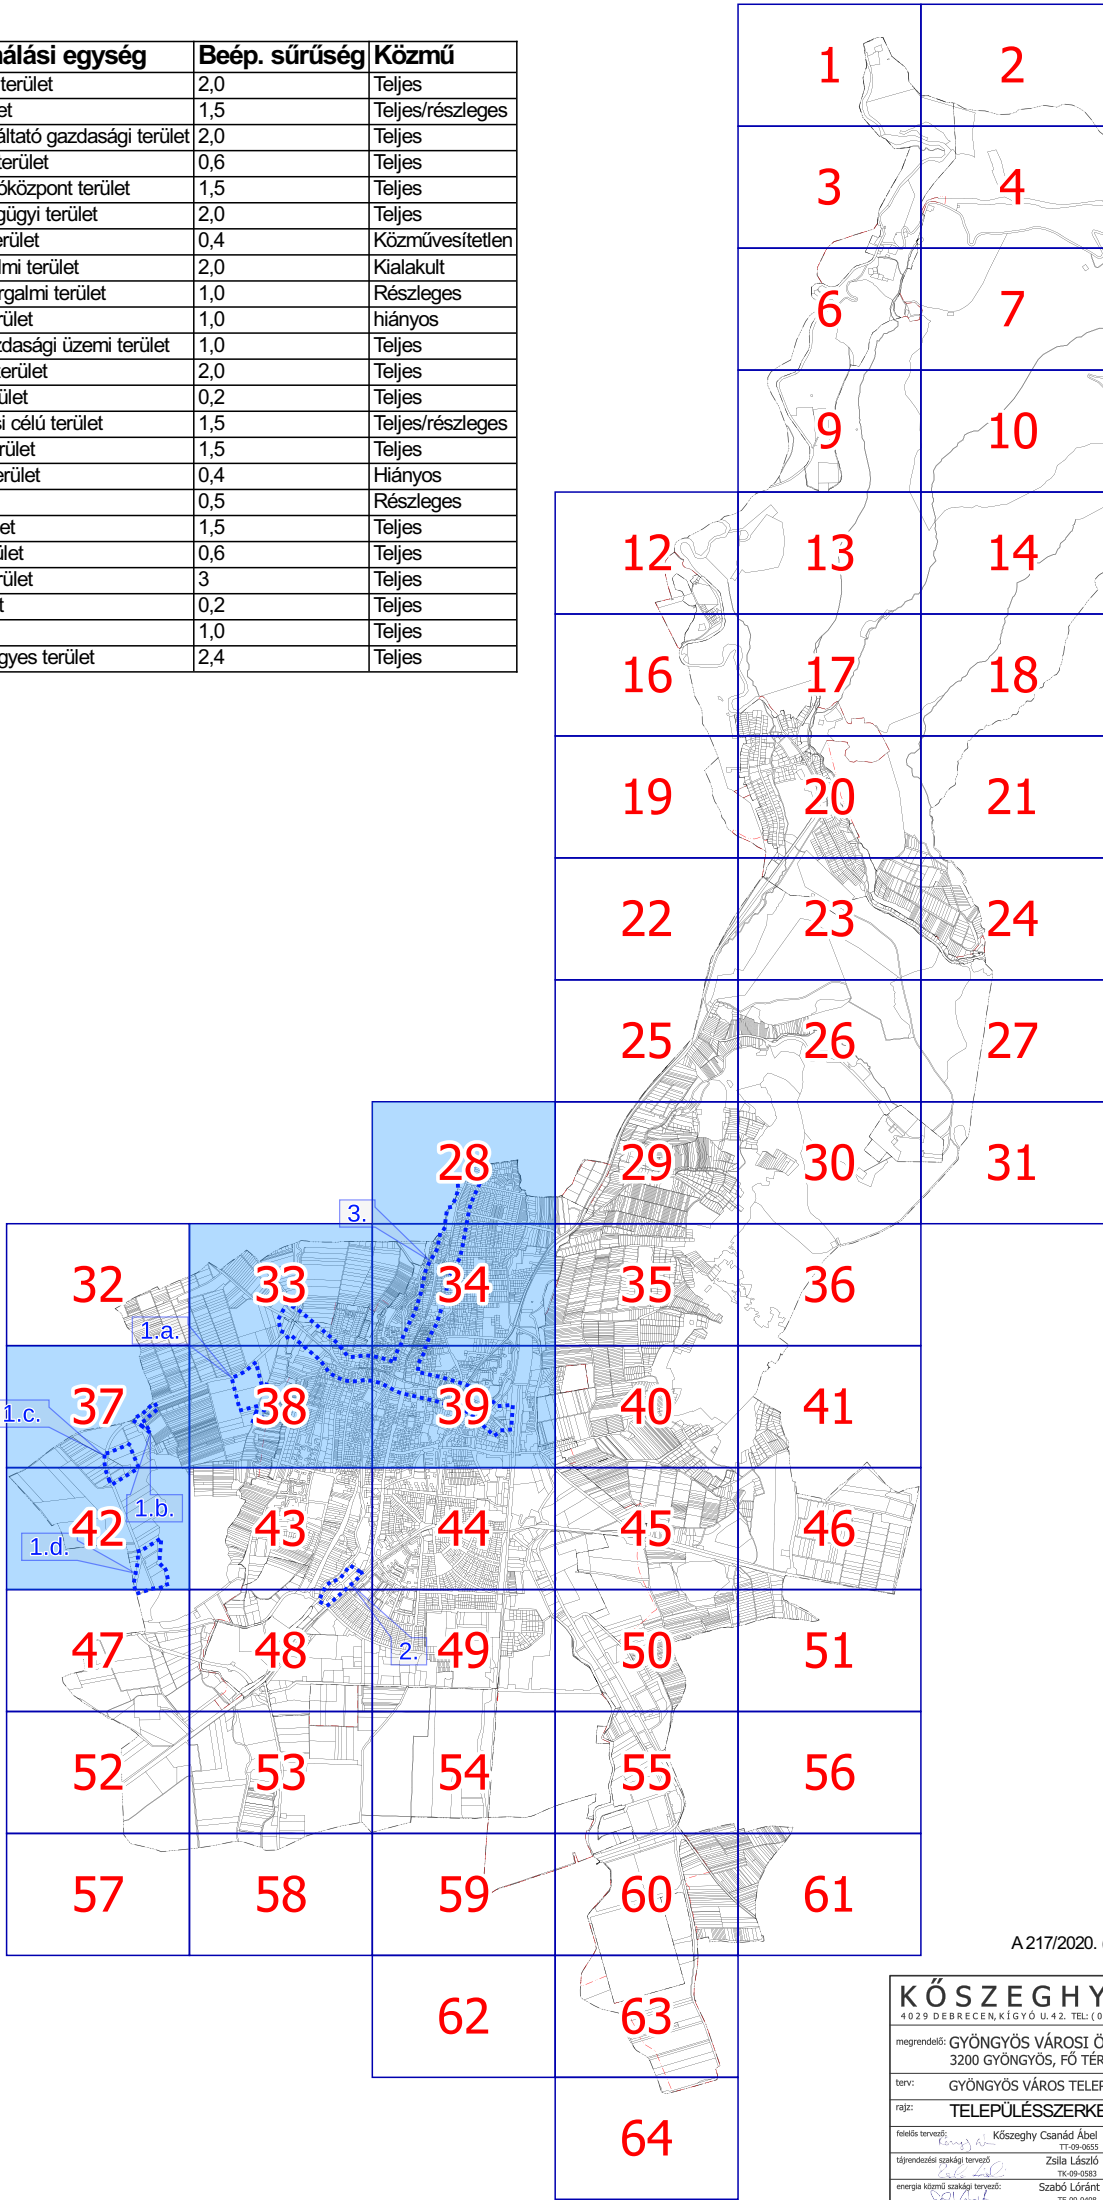 nálási egység Beép. sűrűség Közmű
terület 2,0 Teljes
et 1,5 Teljes/részleges
áltató gazdasági terület 2,0 Teljes
terület 0,6 Teljes
óközpont terület 1,5 Teljes
gügyi terület 2,0 Teljes
erület 0,4 Közművesítetlen
lmi terület 2,0 Kialakult
rgalmi terület 1,0 Részleges
rület 1,0 hiányos
zdasági üzemi terület 1,0 Teljes
terület 2,0 Teljes
ület 0,2 Teljes
si célú terület 1,5 Teljes/részleges
rület 1,5 Teljes
erület 0,4 Hiányos
0,5 Részleges
et 1,5 Teljes
ület 0,6 Teljes
rület 3 Teljes
t 0,2 Teljes
1,0 Teljes
gyes terület 2,4 Teljes
1 2
3 4
6 7
9 10
12 13 14
16 17 18
19 20 21
22 23 24
25 26 27
28 29 30 31
3.
32 33 34 35 36
1.a.
37 38 39 40 41
1.c.
1.b.
42 43 44 45 46
1.d.
47 48 49 50 51
2.
52 53 54 55 56
57 58 59 60 61
62 63
64
A 217/2020.
KŐSZEGHY
4029 DEBRECEN, KÍGYÓ U. 42. TEL: (0
megrendelő: GYÖNGYÖS VÁROSI Ö
3200 GYÖNGYÖS, FŐ TÉR
terv: GYÖNGYÖS VÁROS TELEP
rajz: TELEPÜLÉSSZERKE
felelős tervező: Kőszeghy Csanád Ábel
TT-09-0655
tájrendezési szakági tervező Zsila László
TK-09-0583
energia közmű szakági tervező: Szabó Lóránt
TE-09-0408